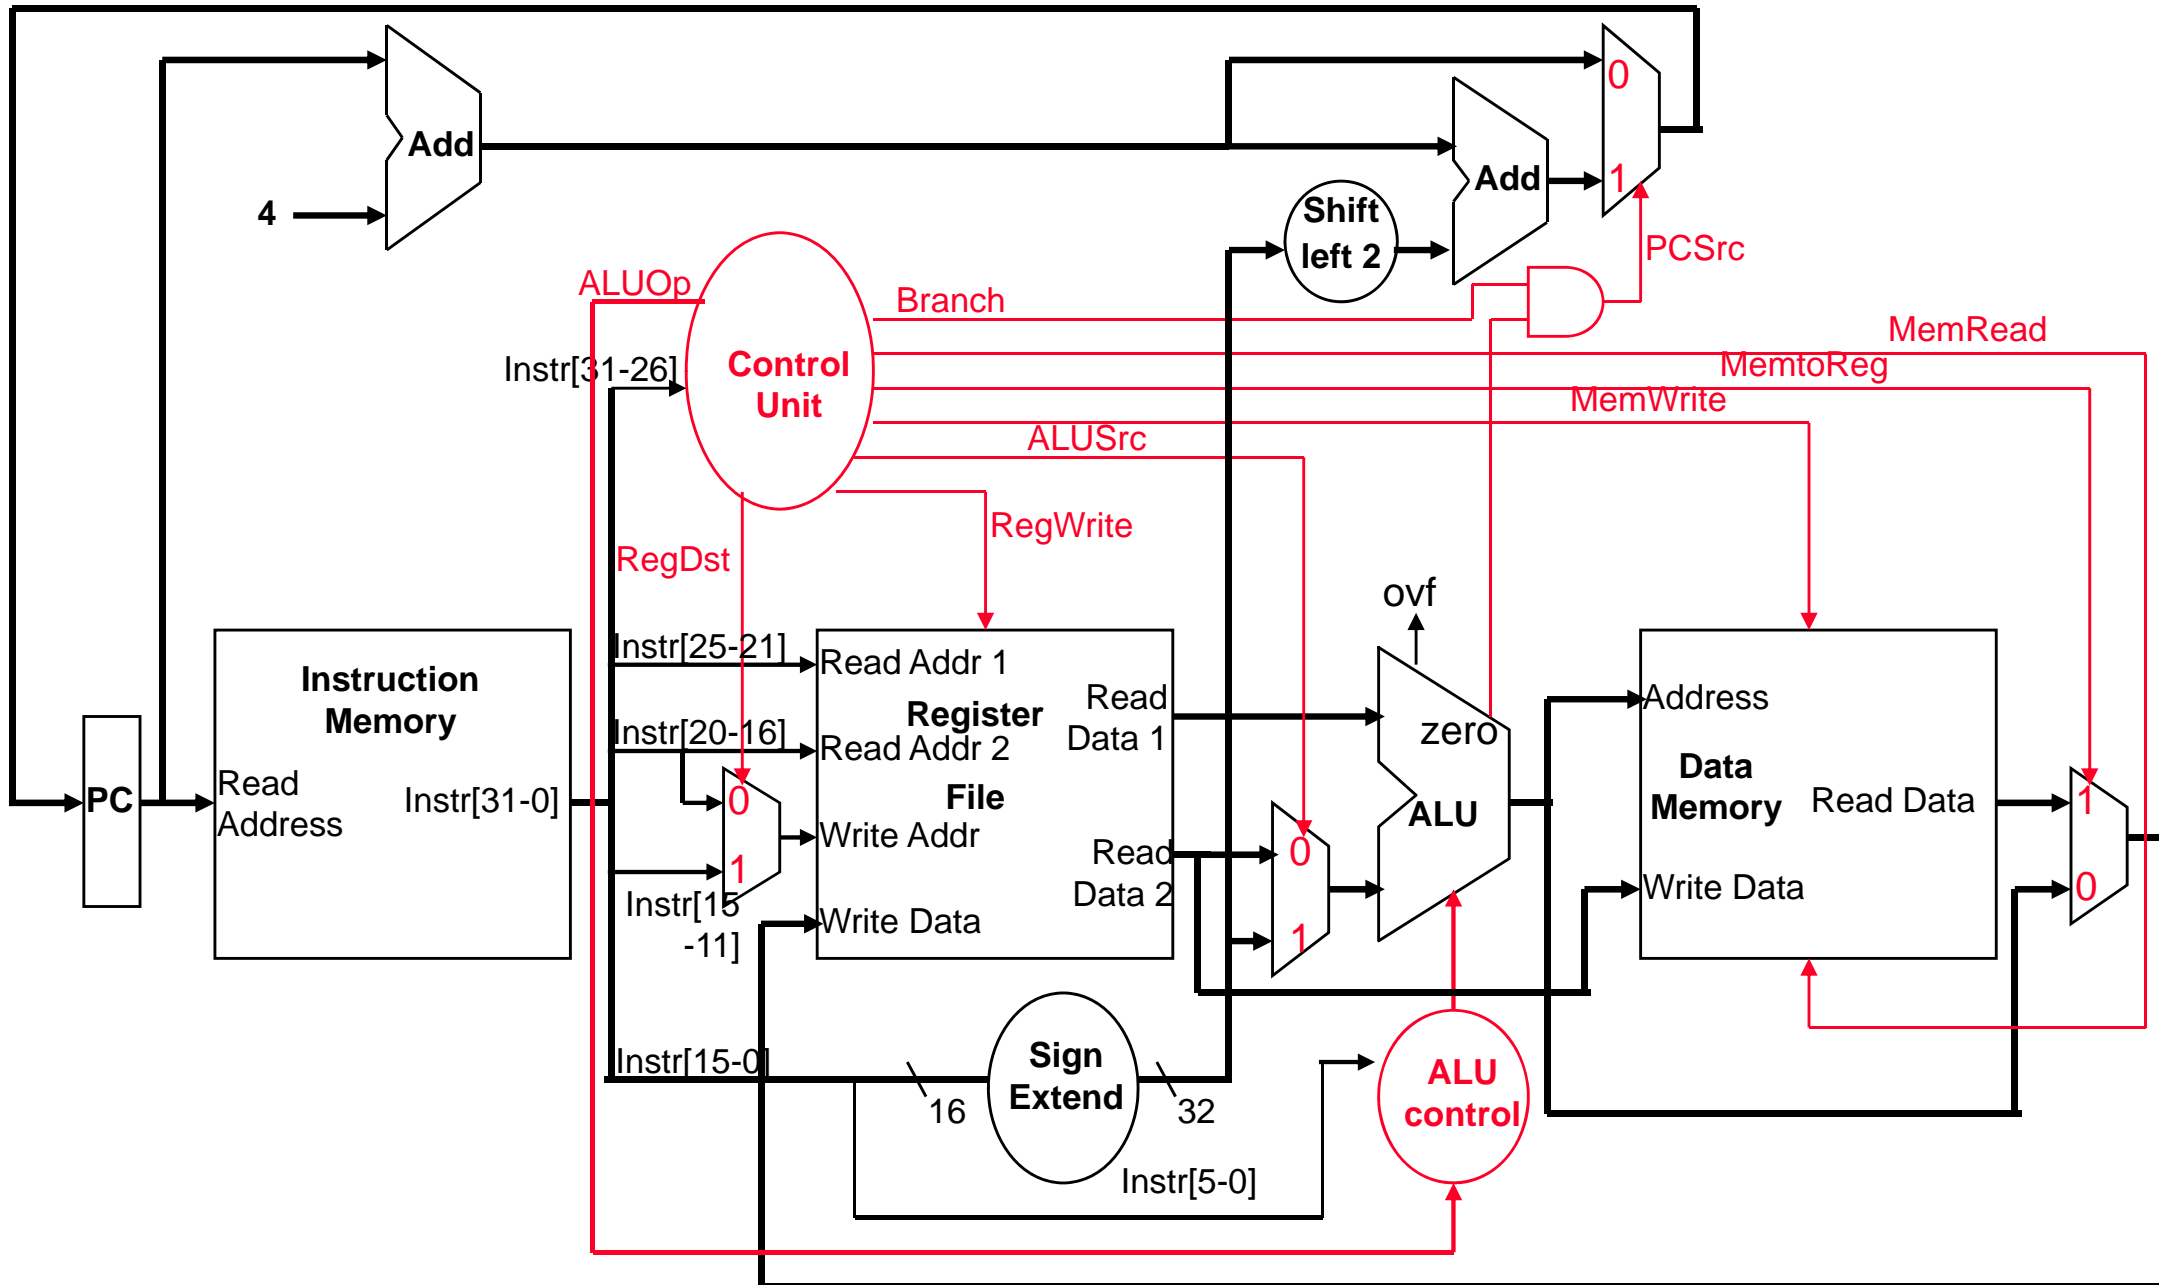 0
Add
Add
1
4
Shift
left 2
PCSrc
ALUOp
Branch
MemRead
Instr[31-26]
Control
Unit
MemtoReg
MemWrite
ALUSrc
RegWrite
RegDst
ovf
Instr[25-21]
Read Addr 1
Instruction
Memory
Read
Data 1
Register
Instr[20-16]
Read Addr 2
zero
Address
PC
Read
Address
Instr[31-0]
0
File
Data
Memory
Read Data
1
ALU
Write Addr
1
Read
Data 2
0
Write Data
0
Instr[15
-11]
Write Data
1
Instr[15-0]
Sign
Extend
16
32
ALU
control
Instr[5-0]